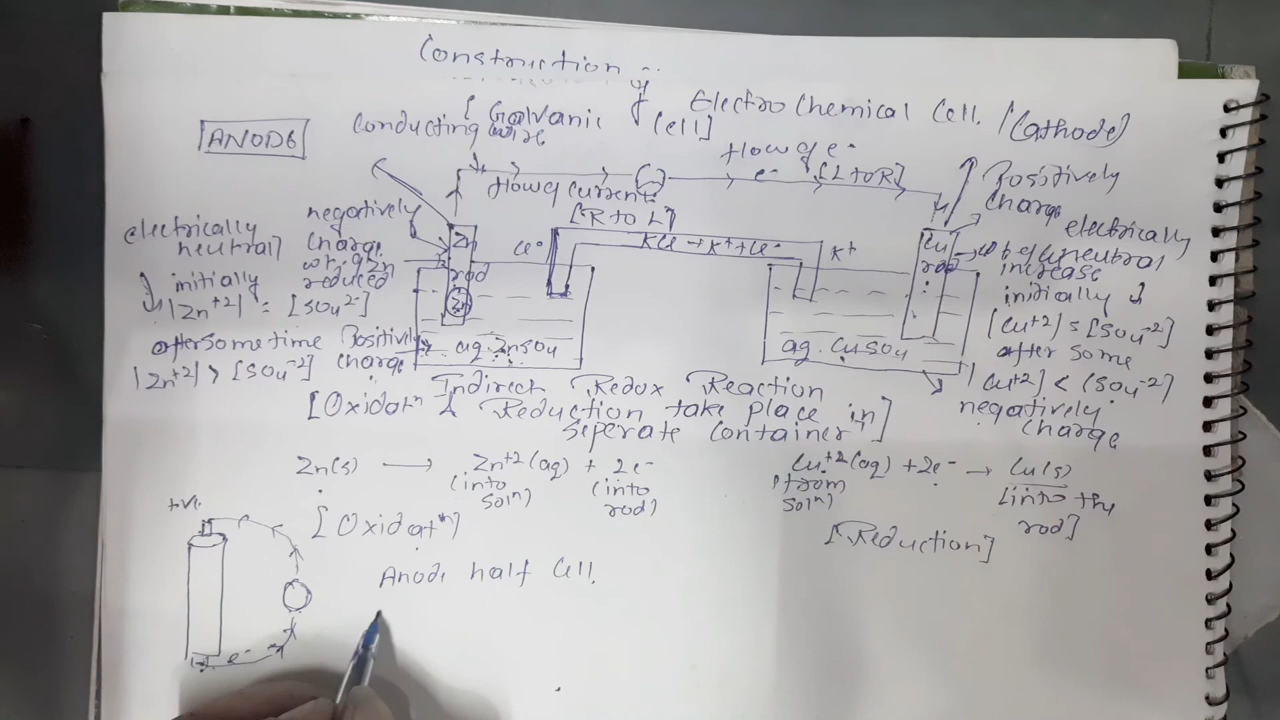 Construction of
[Galvanic Cell]
ElectroChemical Cell.
(Cathode)
ANODE
Conducting wire
flow of e-
e- [L to R]
flow of current
[R to L]
Positively charge
electrically neutral
initially
|Zn+2| = [SO4 2-]
after some time
|Zn+2| > [SO4-2]
negatively charge
wt. of Zn reduced
Positively charge
Zn rod
Zn
Cl-
KCl → K+ + Cl-
K+
Cu rod
electrically neutral
increase
initially
[Cu+2] = [SO4-2]
after some
[Cu+2] < (SO4-2]
negatively charge
aq. ZnSO4
aq. CuSO4
Indirect Redox Reaction
[Oxidatn & Reduction take place in
Seperate Container]
Zn(s) → Zn+2(aq) + 2e-
(into soln)
(into rod)
[Oxidatn]
Anode half Cell.
Cu+2(aq) + 2e- → Cu(s)
(from soln)
[into the rod]
[Reduction]
+ve
e-